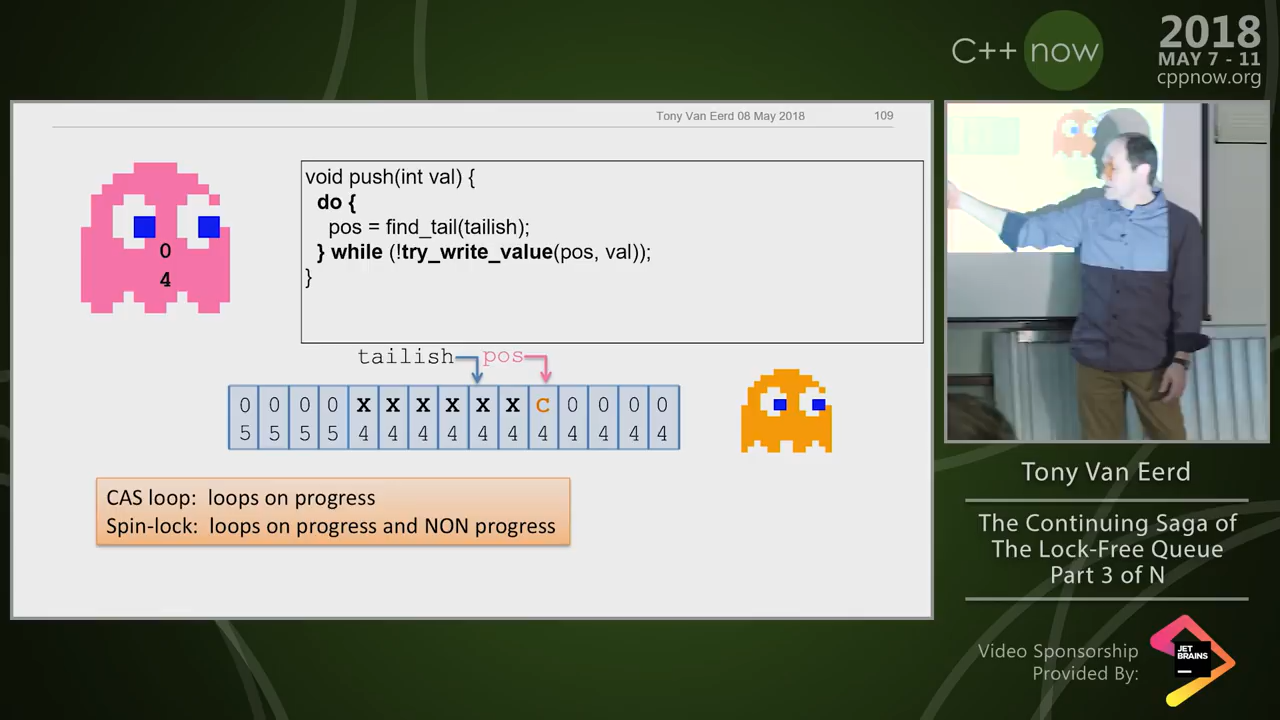 C++ now
2018
MAY 7 - 11
cppnow.org
Tony Van Eerd 08 May 2018 109
void push(int val) {
do {
pos = find_tail(tailish);
} while (!try_write_value(pos, val));
}
0
4
tailish pos
0 0 0 0 X X X X X X C 0 0 0 0
5 5 5 5 4 4 4 4 4 4 4 4 4 4 4
CAS loop: loops on progress
Spin-lock: loops on progress and NON progress
Tony Van Eerd
The Continuing Saga of
The Lock-Free Queue
Part 3 of N
Video Sponsorship
Provided By:
JET
BRAINS